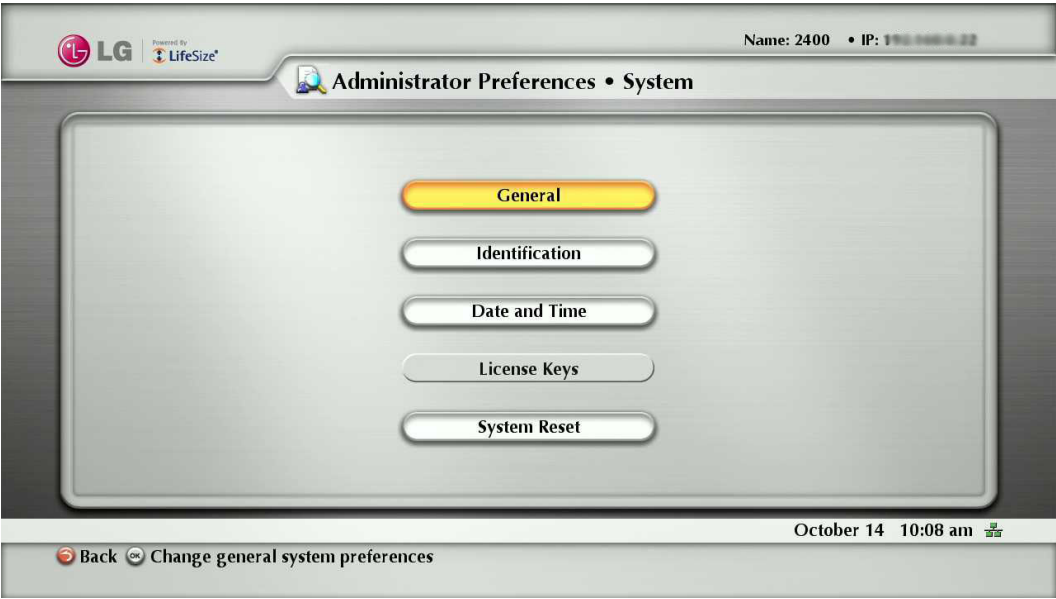 LG
Powered By
LifeSize
Name: 2400 • IP:
Administrator Preferences • System
General
Identification
Date and Time
License Keys
System Reset
October 14 10:08 am
Back OK Change general system preferences